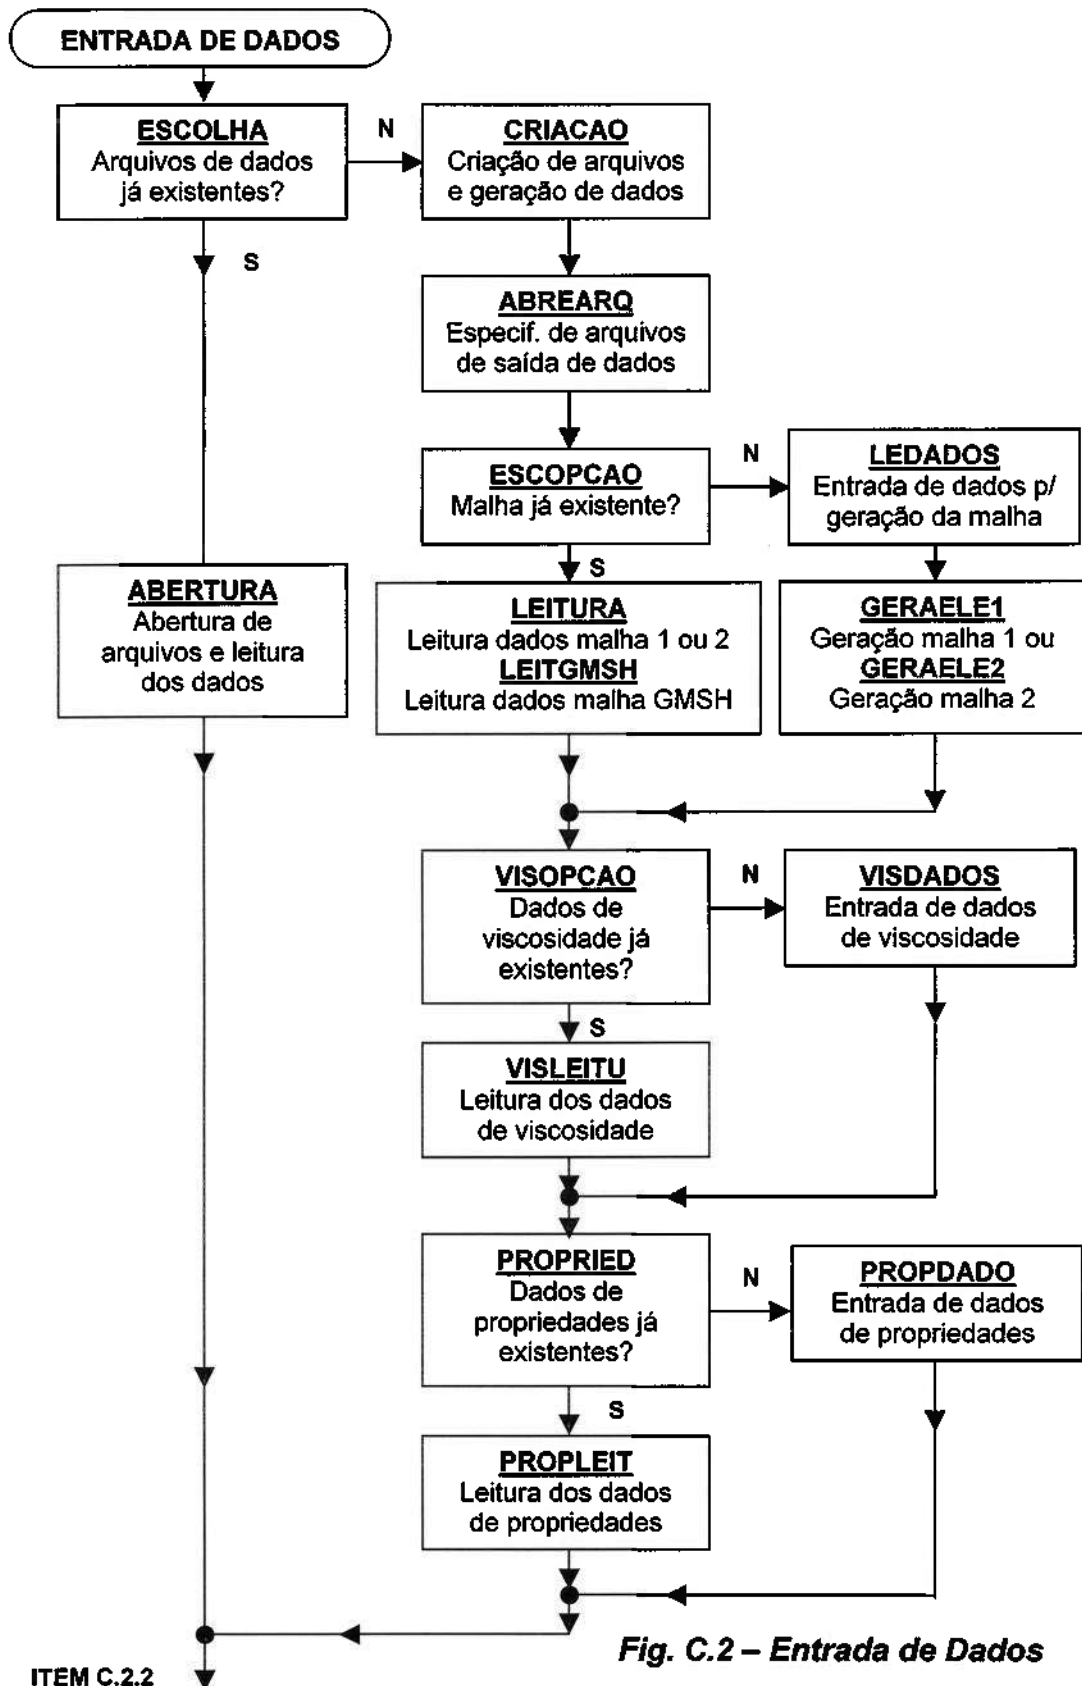 ENTRADA DE DADOS
ESCOLHA
Arquivos de dados
já existentes?
N
CRIACAO
Criação de arquivos
e geração de dados
S
ABREARQ
Especif. de arquivos
de saída de dados
ESCOPCAO
Malha já existente?
N
LEDADOS
Entrada de dados p/
geração da malha
S
ABERTURA
Abertura de
arquivos e leitura
dos dados
LEITURA
Leitura dados malha 1 ou 2
LEITGMSH
Leitura dados malha GMSH
GERAELE1
Geração malha 1 ou
GERAELE2
Geração malha 2
VISOPCAO
Dados de
viscosidade já
existentes?
N
VISDADOS
Entrada de dados
de viscosidade
S
VISLEITU
Leitura dos dados
de viscosidade
PROPRIED
Dados de
propriedades já
existentes?
N
PROPDADO
Entrada de dados
de propriedades
S
PROPLEIT
Leitura dos dados
de propriedades
Fig. C.2 – Entrada de Dados
ITEM C.2.2